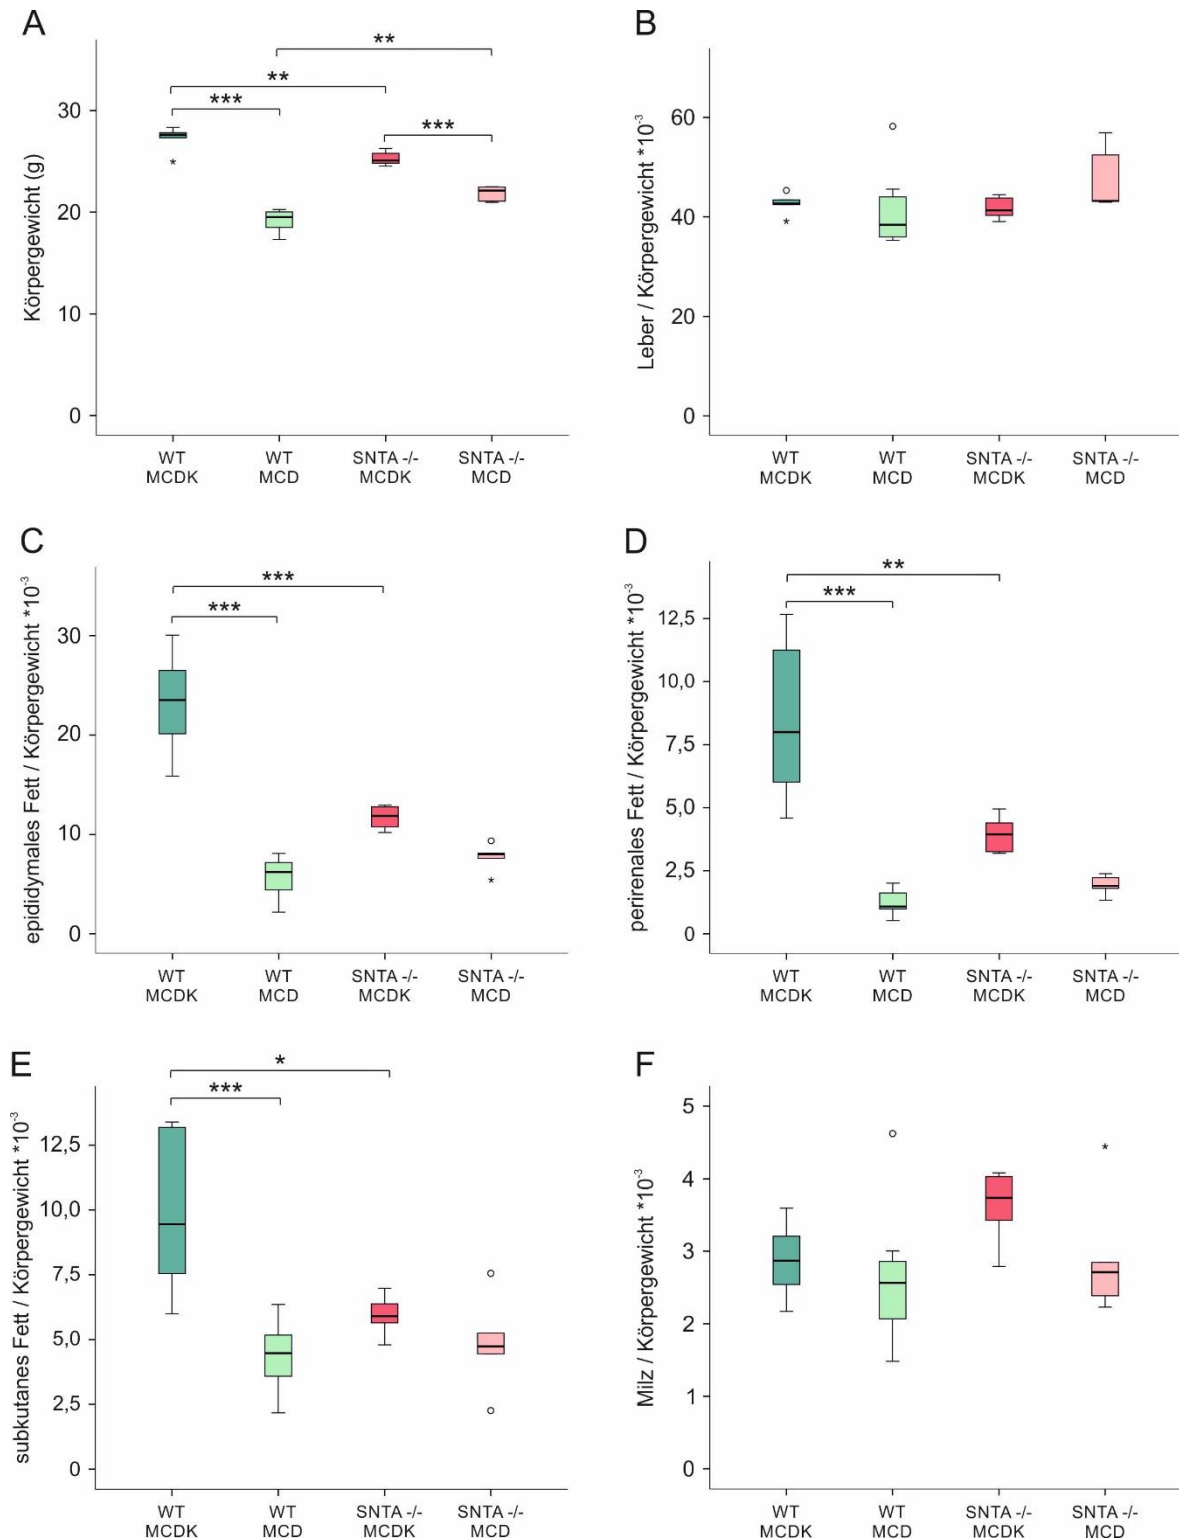 A
Körpergewicht (g)
30
20
10
0
**
**
***
***
*
WT
MCDK
WT
MCD
SNTA -/-
MCDK
SNTA -/-
MCD
B
Leber / Körpergewicht *10⁻³
60
40
20
0
*
WT
MCDK
WT
MCD
SNTA -/-
MCDK
SNTA -/-
MCD
C
epididymales Fett / Körpergewicht *10⁻³
30
20
10
0
***
***
*
WT
MCDK
WT
MCD
SNTA -/-
MCDK
SNTA -/-
MCD
D
perirenales Fett / Körpergewicht *10⁻³
12,5
10,0
7,5
5,0
2,5
0
**
***
WT
MCDK
WT
MCD
SNTA -/-
MCDK
SNTA -/-
MCD
E
subkutanes Fett / Körpergewicht *10⁻³
12,5
10,0
7,5
5,0
2,5
0
*
***
WT
MCDK
WT
MCD
SNTA -/-
MCDK
SNTA -/-
MCD
F
Milz / Körpergewicht *10⁻³
5
4
3
2
1
0
*
WT
MCDK
WT
MCD
SNTA -/-
MCDK
SNTA -/-
MCD